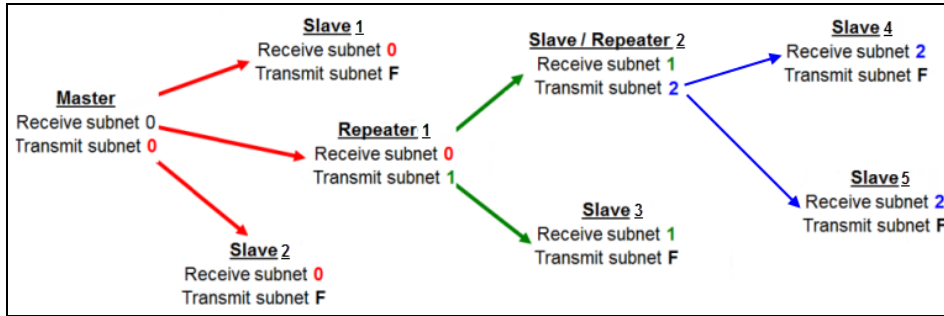 Master
Receive subnet 0
Transmit subnet 0
Slave 1
Receive subnet 0
Transmit subnet F
Repeater 1
Receive subnet 0
Transmit subnet 1
Slave 2
Receive subnet 0
Transmit subnet F
Slave / Repeater 2
Receive subnet 1
Transmit subnet 2
Slave 3
Receive subnet 1
Transmit subnet F
Slave 4
Receive subnet 2
Transmit subnet F
Slave 5
Receive subnet 2
Transmit subnet F